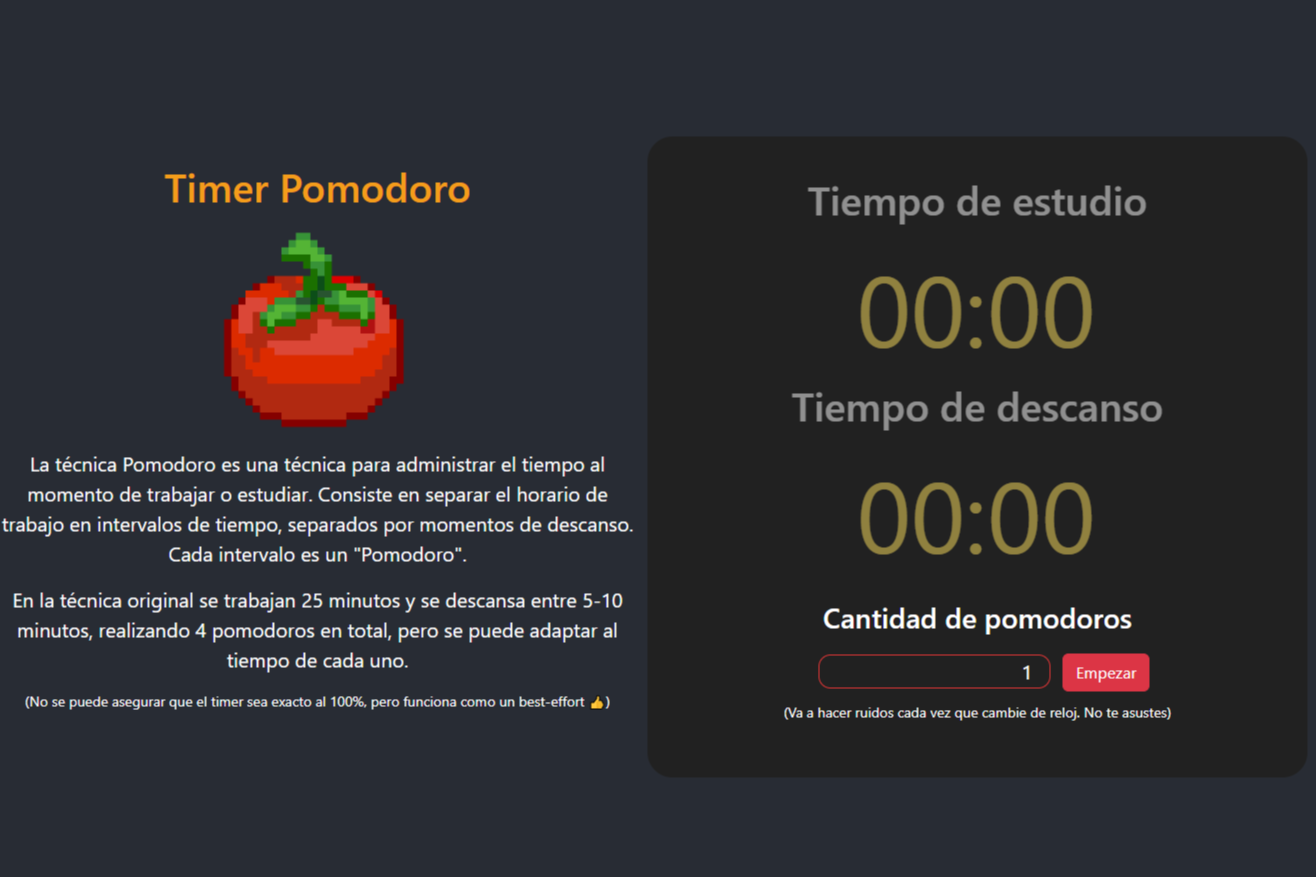 Timer Pomodoro
La técnica Pomodoro es una técnica para administrar el tiempo al
momento de trabajar o estudiar. Consiste en separar el horario de
trabajo en intervalos de tiempo, separados por momentos de descanso.
Cada intervalo es un "Pomodoro".
En la técnica original se trabajan 25 minutos y se descansa entre 5-10
minutos, realizando 4 pomodoros en total, pero se puede adaptar al
tiempo de cada uno.
(No se puede asegurar que el timer sea exacto al 100%, pero funciona como un best-effort 👍)
Tiempo de estudio
00:00
Tiempo de descanso
00:00
Cantidad de pomodoros
1 Empezar
(Va a hacer ruidos cada vez que cambie de reloj. No te asustes)